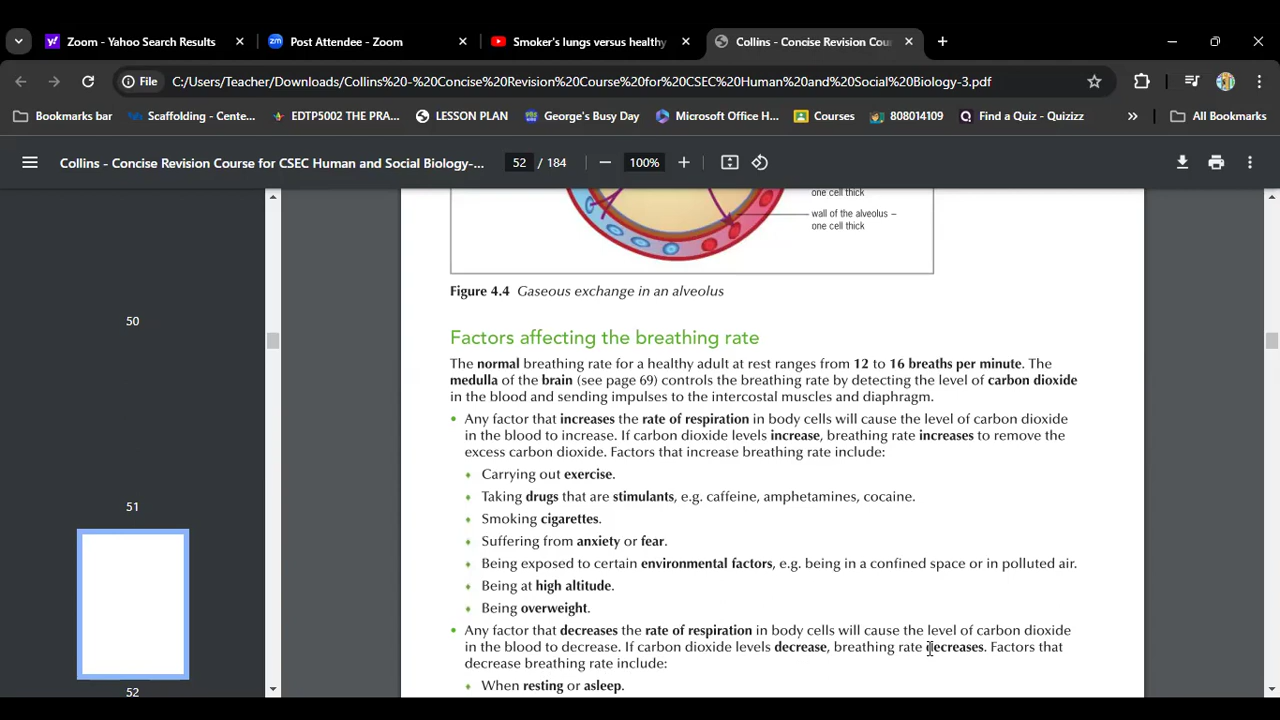 Zoom - Yahoo Search Results
Post Attendee - Zoom
Smoker's lungs versus healthy
Collins - Concise Revision Cour
File C:/Users/Teacher/Downloads/Collins%20-%20Concise%20Revision%20Course%20for%20CSEC%20Human%20and%20Social%20Biology-3.pdf
Bookmarks bar
Scaffolding - Cente...
EDTP5002 THE PRA...
LESSON PLAN
George's Busy Day
Microsoft Office H...
Courses
808014109
Find a Quiz - Quizizz
All Bookmarks
Collins - Concise Revision Course for CSEC Human and Social Biology-...
52 / 184
100%
50
51
52
one cell thick
wall of the alveolus –
one cell thick
Figure 4.4 Gaseous exchange in an alveolus
Factors affecting the breathing rate
The normal breathing rate for a healthy adult at rest ranges from 12 to 16 breaths per minute. The
medulla of the brain (see page 69) controls the breathing rate by detecting the level of carbon dioxide
in the blood and sending impulses to the intercostal muscles and diaphragm.
• Any factor that increases the rate of respiration in body cells will cause the level of carbon dioxide
in the blood to increase. If carbon dioxide levels increase, breathing rate increases to remove the
excess carbon dioxide. Factors that increase breathing rate include:
♦ Carrying out exercise.
♦ Taking drugs that are stimulants, e.g. caffeine, amphetamines, cocaine.
♦ Smoking cigarettes.
♦ Suffering from anxiety or fear.
♦ Being exposed to certain environmental factors, e.g. being in a confined space or in polluted air.
♦ Being at high altitude.
♦ Being overweight.
• Any factor that decreases the rate of respiration in body cells will cause the level of carbon dioxide
in the blood to decrease. If carbon dioxide levels decrease, breathing rate decreases. Factors that
decrease breathing rate include:
♦ When resting or asleep.